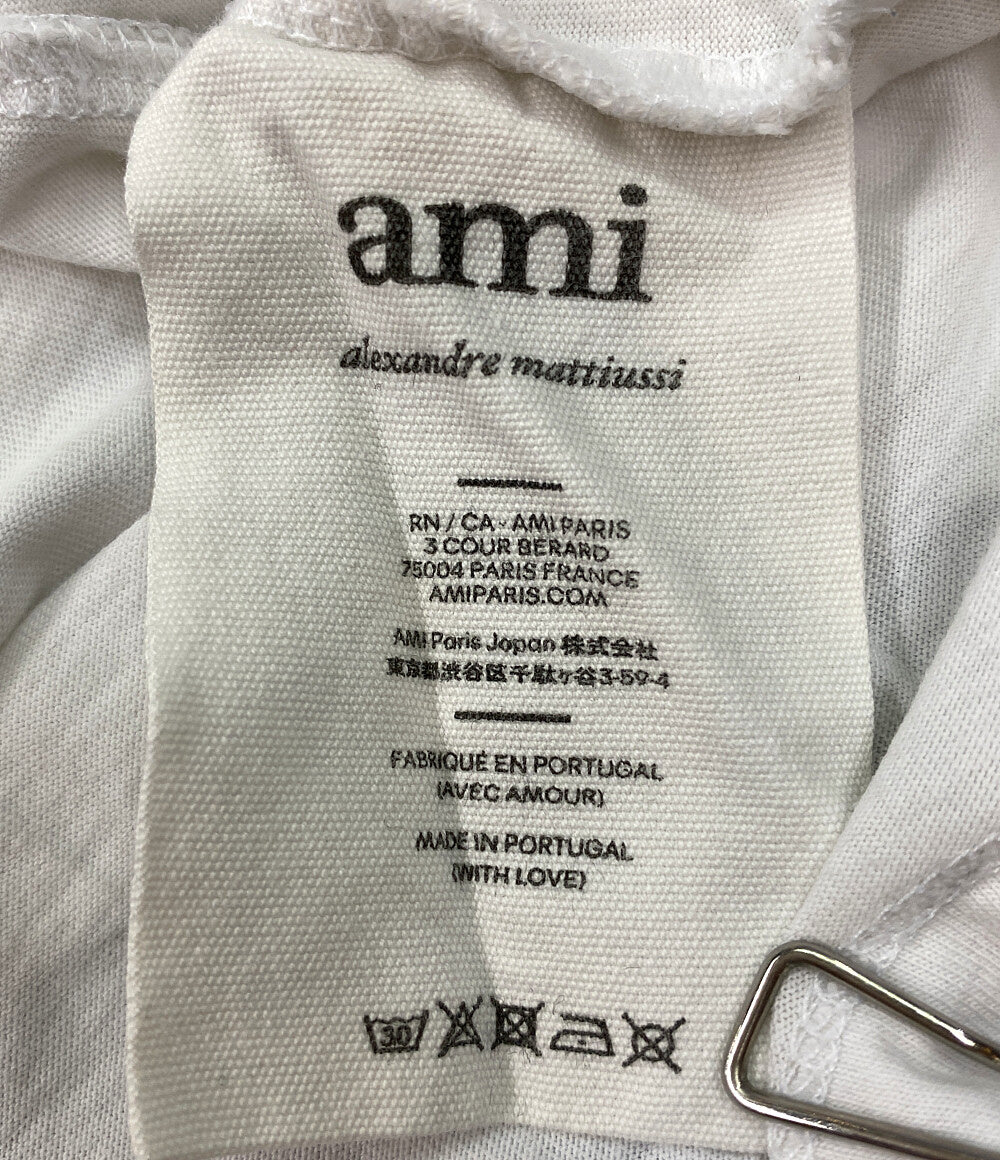 ami
alexandre mattiussi
RN / CA - AMI PARIS
3 COUR BERARD
75004 PARIS FRANCE
AMIPARIS.COM
AMI Paris Japan 株式会社
東京都渋谷区千駄ヶ谷3-59-4
FABRIQUÉ EN PORTUGAL
(AVEC AMOUR)
MADE IN PORTUGAL
(WITH LOVE)
30